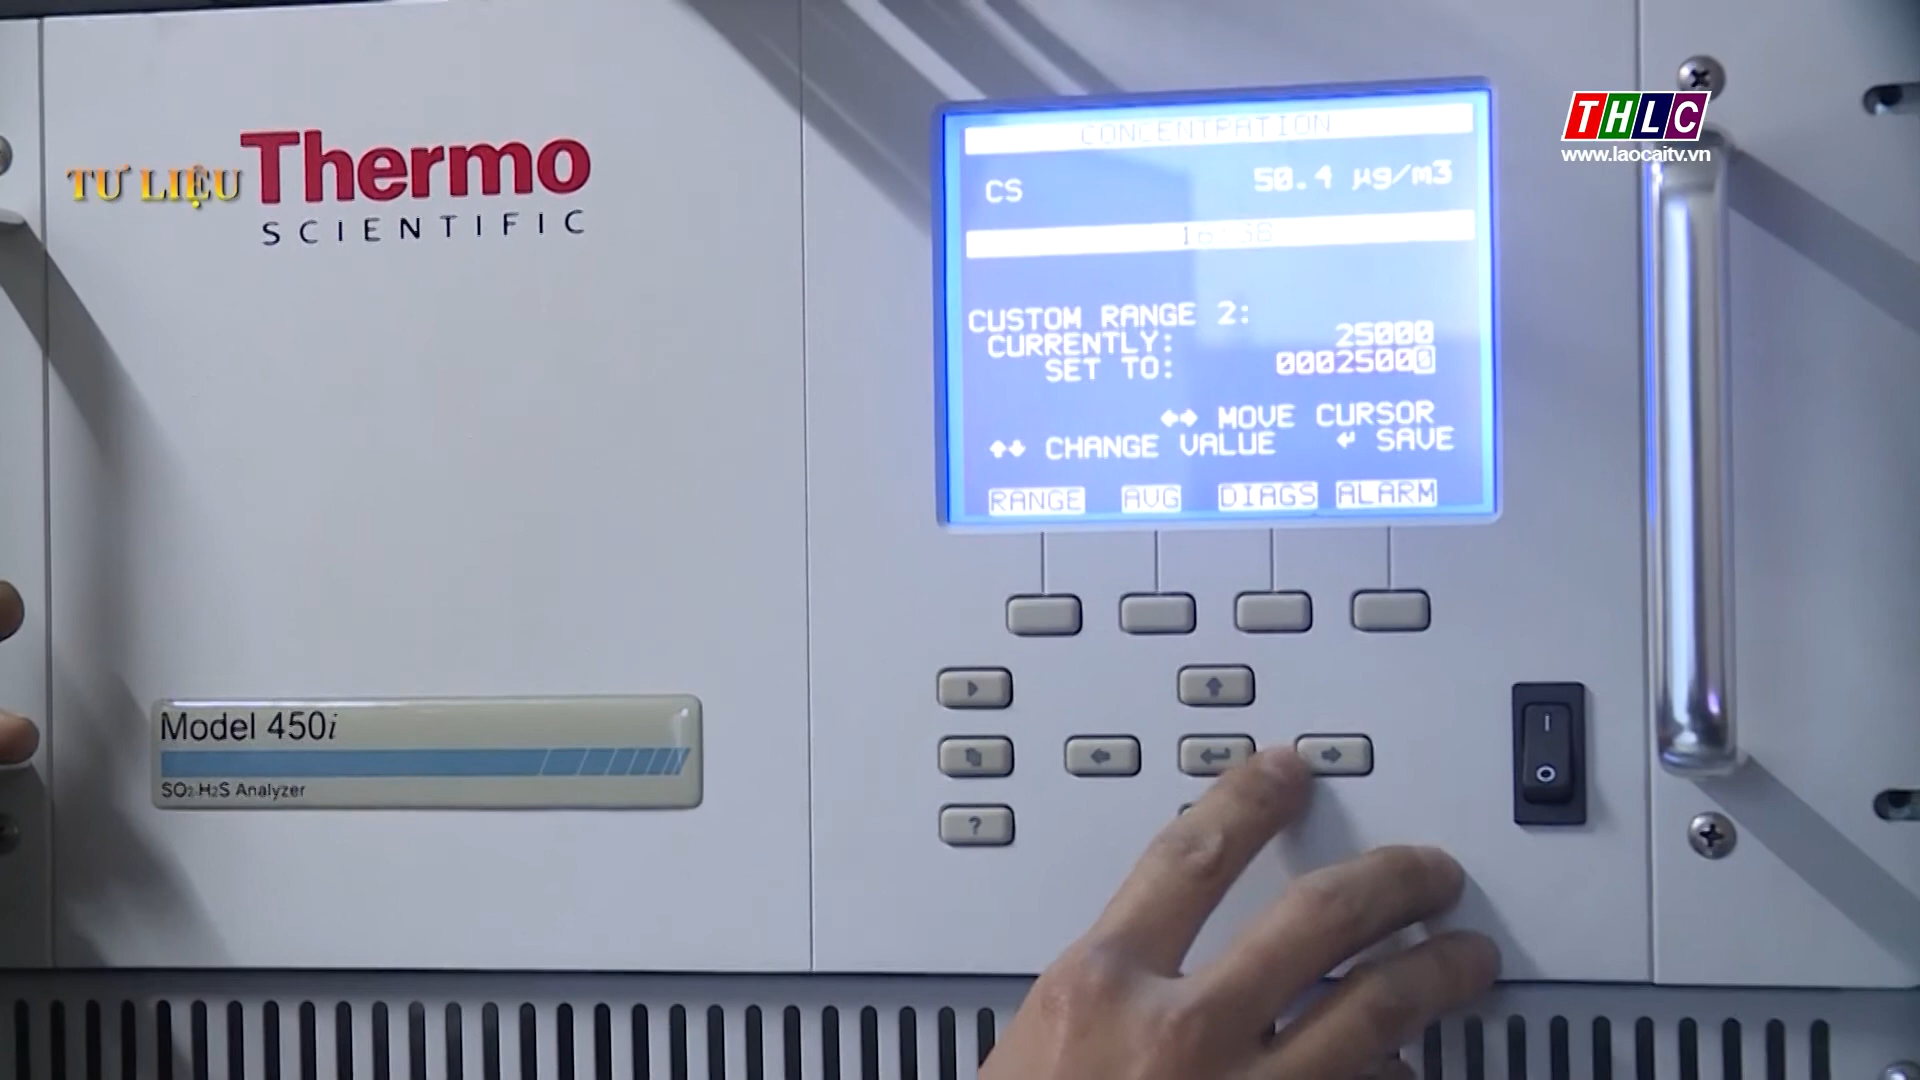 TƯ LIỆU
Thermo
SCIENTIFIC
THLC
www.laocaitv.vn
CONCENTRATION
CS 50.4 µg/m3
CUSTOM RANGE 2:
CURRENTLY: 25000
SET TO: 00025000
←→ MOVE CURSOR
↑↓ CHANGE VALUE ↵ SAVE
RANGE AVG DIAGS ALARM
Model 450i
SO2-H2S Analyzer
?